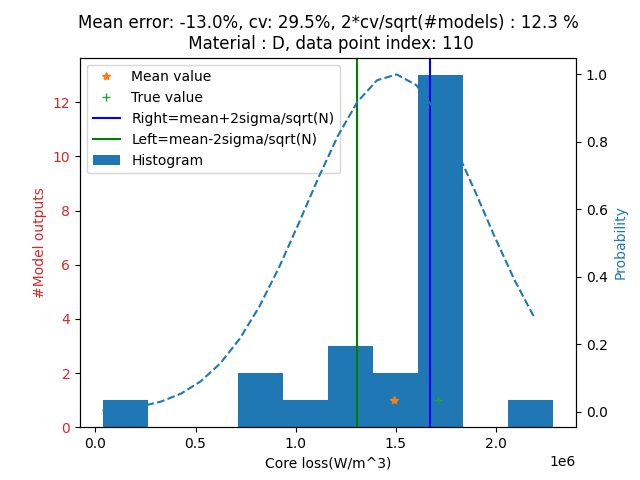 Mean error: -13.0%, cv: 29.5%, 2*cv/sqrt(#models) : 12.3 %
Material : D, data point index: 110
Mean value
True value
Right=mean+2sigma/sqrt(N)
Left=mean-2sigma/sqrt(N)
Histogram
#Model outputs
12
10
8
6
4
2
0
Probability
1.0
0.8
0.6
0.4
0.2
0.0
0.0 0.5 1.0 1.5 2.0
1e6
Core loss(W/m^3)